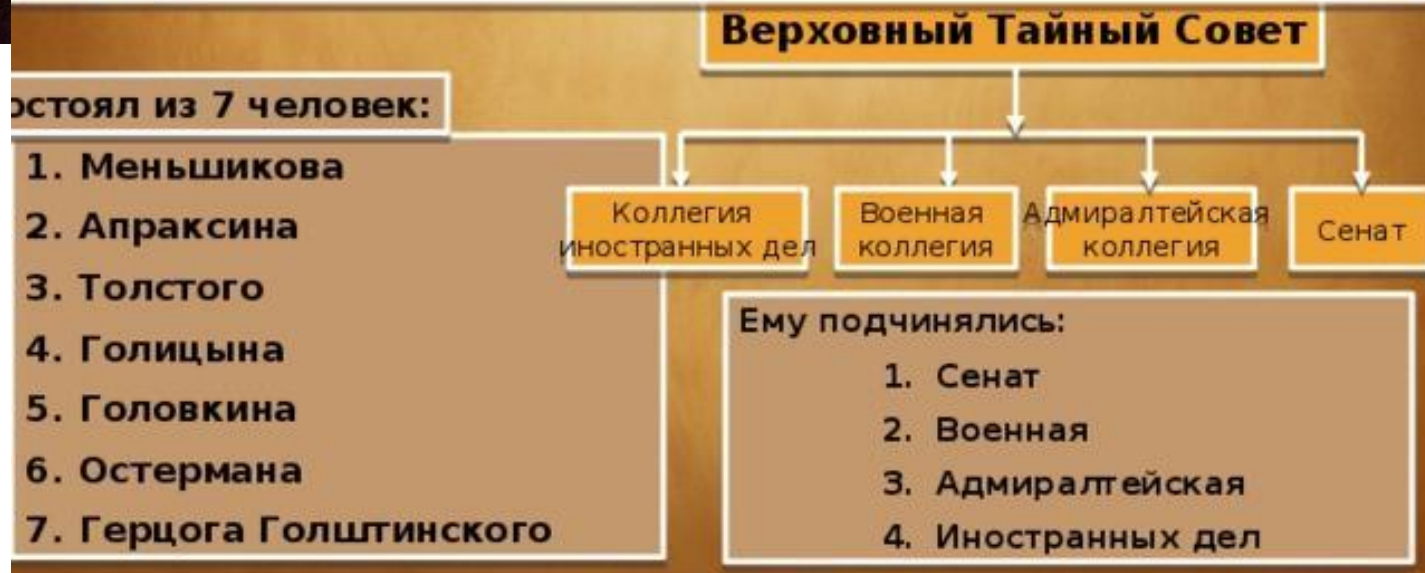 Верховный Тайный Совет
остоял из 7 человек:
1. Меньшикова
2. Апраксина
3. Толстого
4. Голицына
5. Головкина
6. Остермана
7. Герцога Голштинского
Коллегия
иностранных дел
Военная
коллегия
Адмиралтейская
коллегия
Сенат
Ему подчинялись:
1. Сенат
2. Военная
3. Адмиралтейская
4. Иностранных дел